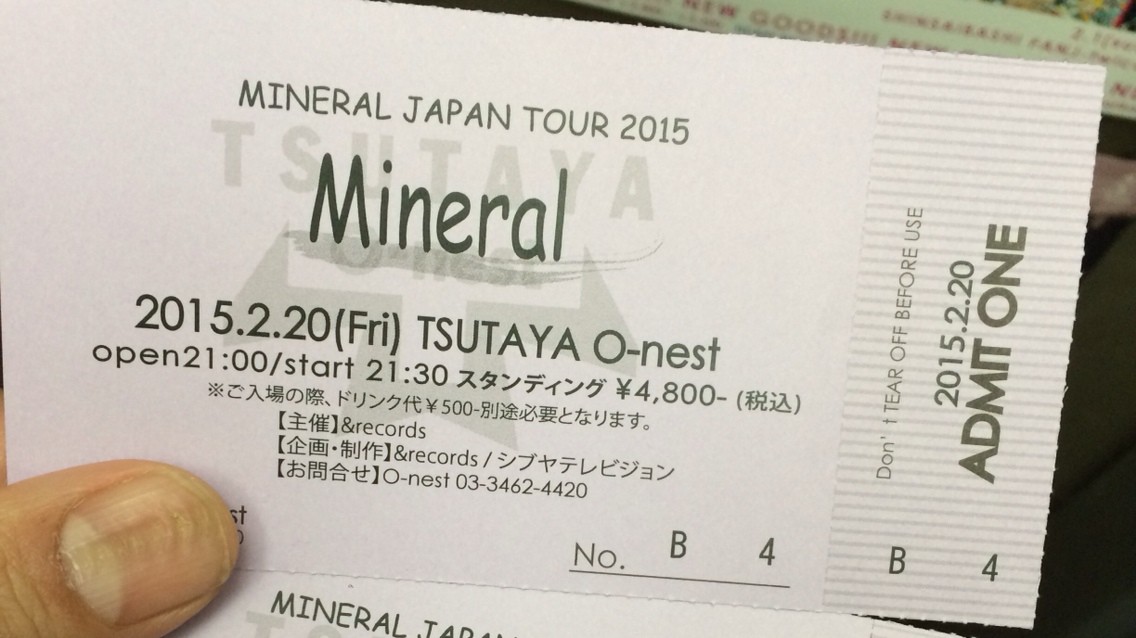 NEW GOODS!!!
MINERAL JAPAN TOUR 2015
TSUTAYA
O-nest
Mineral
2015.2.20(Fri) TSUTAYA O-nest
open21:00/start 21:30 スタンディング ¥4,800- (税込)
※ご入場の際、ドリンク代¥500-別途必要となります。
【主催】&records
【企画・制作】&records / シブヤテレビジョン
【お問合せ】O-nest 03-3462-4420
No. B 4
Don't TEAR OFF BEFORE USE
2015.2.20
ADMIT ONE
B 4
MINERAL JAPAN